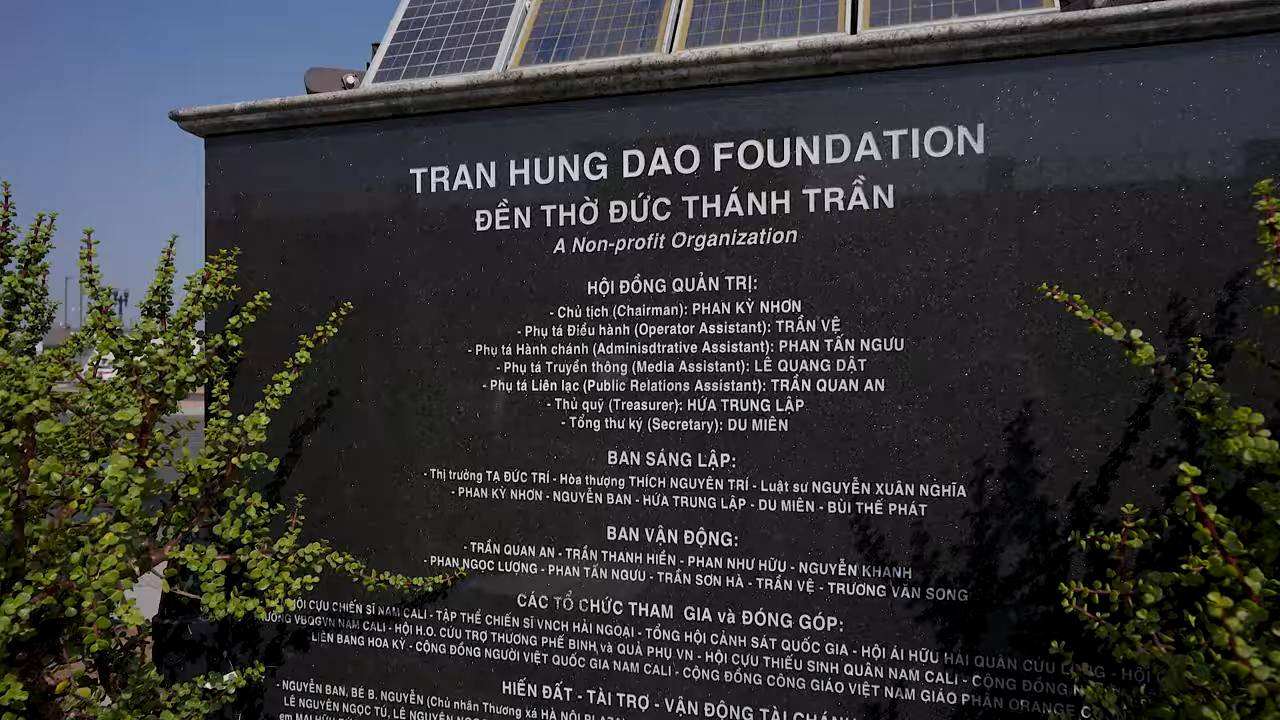 TRAN HUNG DAO FOUNDATION
ĐỀN THỜ ĐỨC THÁNH TRẦN
A Non-profit Organization
HỘI ĐỒNG QUẢN TRỊ:
- Chủ tịch (Chairman): PHAN KỲ NHƠN
- Phụ tá Điều hành (Operator Assistant): TRẦN VỆ
- Phụ tá Hành chánh (Adminisdtrative Assistant): PHAN TẤN NGƯU
- Phụ tá Truyền thông (Media Assistant): LÊ QUANG DẬT
- Phụ tá Liên lạc (Public Relations Assistant): TRẦN QUAN AN
- Thủ quỹ (Treasurer): HỨA TRUNG LẬP
- Tổng thư ký (Secretary): DU MIÊN
BAN SÁNG LẬP:
- Thị trưởng TẠ ĐỨC TRÍ - Hòa thượng THÍCH NGUYÊN TRÍ - Luật sư NGUYỄN XUÂN NGHĨA
- PHAN KỲ NHƠN - NGUYỄN BAN - HỨA TRUNG LẬP - DU MIÊN - BÙI THẾ PHÁT
BAN VẬN ĐỘNG:
- TRẦN QUAN AN - TRẦN THANH HIỀN - PHAN NHƯ HỮU - NGUYỄN KHANH
- PHAN NGỌC LƯỢNG - PHAN TẤN NGƯU - TRẦN SƠN HÀ - TRẦN VỆ - TRƯƠNG VĂN SONG
CÁC TỔ CHỨC THAM GIA và ĐÓNG GÓP:
HỘI CỰU CHIẾN SĨ NAM CALI - TẬP THỂ CHIẾN SĨ VNCH HẢI NGOẠI - TỔNG HỘI CẢNH SÁT QUỐC GIA - HỘI ÁI HỮU HẢI QUÂN CỬU LONG - HỘI
VBQGVN NAM CALI - HỘI H.O. CỨU TRỢ THƯƠNG PHẾ BINH và QUẢ PHỤ VN - HỘI CỰU THIẾU SINH QUÂN NAM CALI - CỘNG ĐỒNG
LIÊN BANG HOA KỲ - CỘNG ĐỒNG NGƯỜI VIỆT QUỐC GIA NAM CALI - CỘNG ĐỒNG CÔNG GIÁO VIỆT NAM GIÁO PHẬN ORANGE
HIẾN ĐẤT - TÀI TRỢ - VẬN ĐỘNG TÀI CHÁNH
- NGUYỄN BAN, BÉ B. NGUYỄN (Chủ nhân Thương xá HÀ NỘI PLAZA
LÊ NGUYÊN NGỌC TÚ, LÊ NGUYÊN